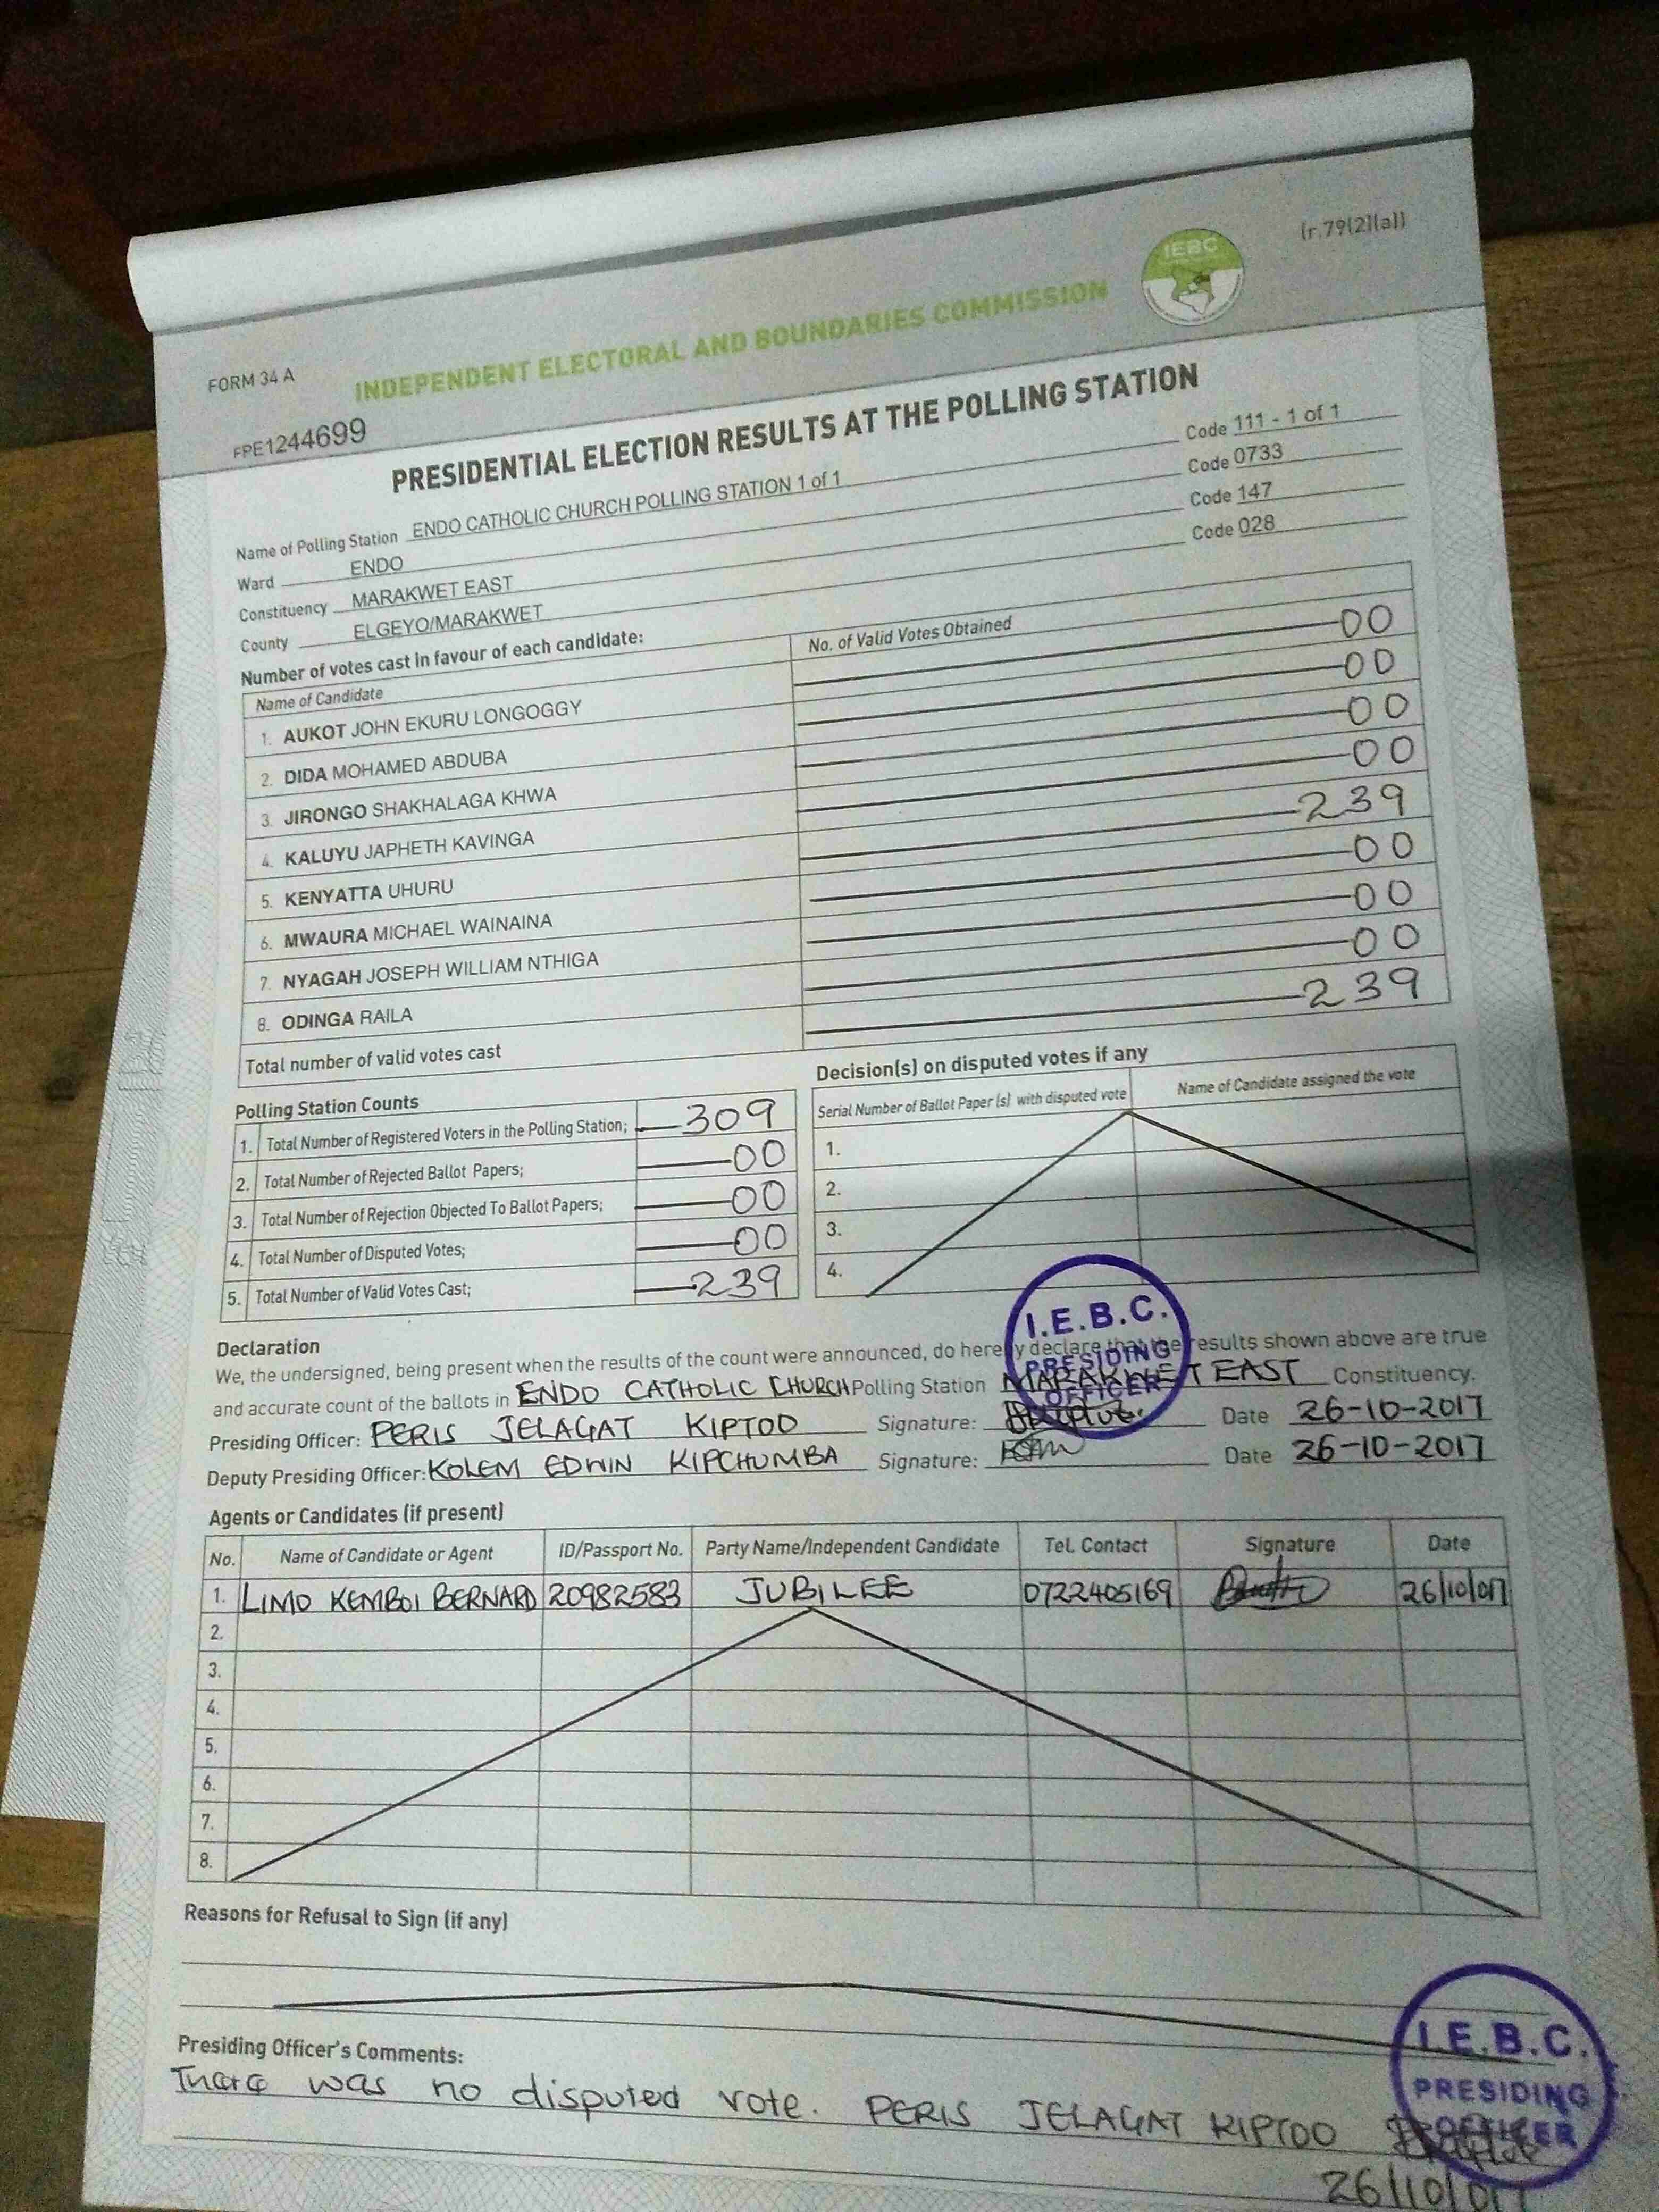 (r.79(2)(a))
IEBC
FORM 34 A
INDEPENDENT ELECTORAL AND BOUNDARIES COMMISSION
FPE1244699
PRESIDENTIAL ELECTION RESULTS AT THE POLLING STATION
Name of Polling Station ENDO CATHOLIC CHURCH POLLING STATION 1 of 1 Code 111 - 1 of 1
Ward ENDO Code 0733
Constituency MARAKWET EAST Code 147
County ELGEYO/MARAKWET Code 028
Number of votes cast in favour of each candidate:
Name of Candidate No. of Valid Votes Obtained
1. AUKOT JOHN EKURU LONGOGGY 00
2. DIDA MOHAMED ABDUBA 00
3. JIRONGO SHAKHALAGA KHWA 00
4. KALUYU JAPHETH KAVINGA 00
5. KENYATTA UHURU 239
6. MWAURA MICHAEL WAINAINA 00
7. NYAGAH JOSEPH WILLIAM NTHIGA 00
8. ODINGA RAILA 00
Total number of valid votes cast 239
Polling Station Counts
1. Total Number of Registered Voters in the Polling Station; 309
2. Total Number of Rejected Ballot Papers; 00
3. Total Number of Rejection Objected To Ballot Papers; 00
4. Total Number of Disputed Votes; 00
5. Total Number of Valid Votes Cast; 239
Decision(s) on disputed votes if any
Serial Number of Ballot Paper (s) with disputed vote Name of Candidate assigned the vote
1.
2.
3.
4.
I.E.B.C.
PRESIDING
OFFICER
Declaration
We, the undersigned, being present when the results of the count were announced, do hereby declare that the results shown above are true
and accurate count of the ballots in ENDO CATHOLIC CHURCH Polling Station MARAKWET EAST Constituency.
Presiding Officer: PERIS JELAGAT KIPTOO Signature: Date 26-10-2017
Deputy Presiding Officer: KOLEM EDWIN KIPCHUMBA Signature: Date 26-10-2017
Agents or Candidates (if present)
No. Name of Candidate or Agent ID/Passport No. Party Name/Independent Candidate Tel. Contact Signature Date
1. LIMO KEMBOI BERNARD 20982583 JUBILEE 0722405169 26/10/017
2.
3.
4.
5.
6.
7.
8.
Reasons for Refusal to Sign (if any)
Presiding Officer's Comments:
There was no disputed vote. PERIS JELAGAT KIPTOO
26/10/017
I.E.B.C.
PRESIDING
OFFICER